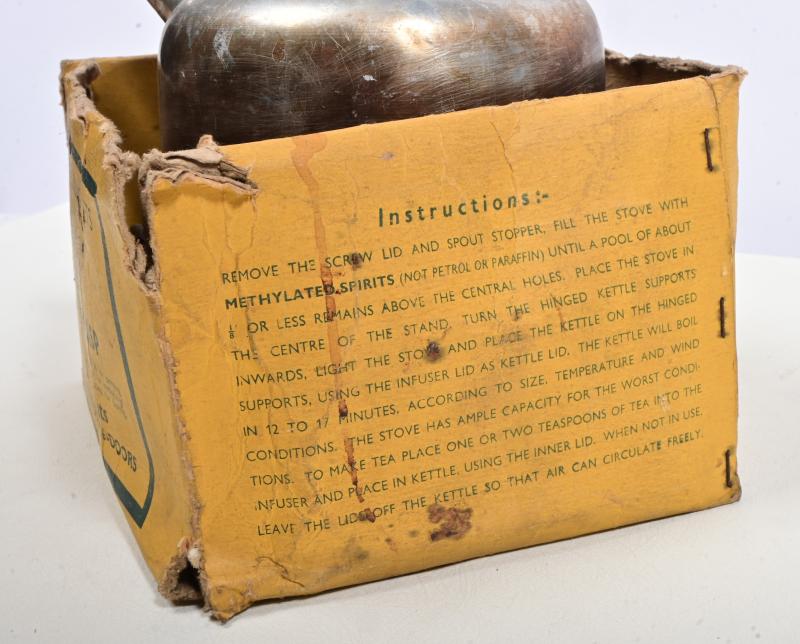 Instructions:-
REMOVE THE SCREW LID AND SPOUT STOPPER, FILL THE STOVE WITH
METHYLATED SPIRITS (NOT PETROL OR PARAFFIN) UNTIL A POOL OF ABOUT
⅛" OR LESS REMAINS ABOVE THE CENTRAL HOLES. PLACE THE STOVE IN
THE CENTRE OF THE STAND. TURN THE HINGED KETTLE SUPPORTS
INWARDS, LIGHT THE STOVE AND PLACE THE KETTLE ON THE HINGED
SUPPORTS, USING THE INFUSER LID AS KETTLE LID. THE KETTLE WILL BOIL
IN 12 TO 17 MINUTES, ACCORDING TO SIZE, TEMPERATURE AND WIND
CONDITIONS. THE STOVE HAS AMPLE CAPACITY FOR THE WORST CONDI-
TIONS. TO MAKE TEA PLACE ONE OR TWO TEASPOONS OF TEA INTO THE
INFUSER AND PLACE IN KETTLE, USING THE INNER LID. WHEN NOT IN USE,
LEAVE THE LID OFF THE KETTLE SO THAT AIR CAN CIRCULATE FREELY.